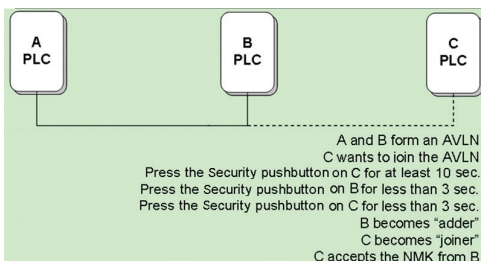 A
PLC
B
PLC
C
PLC
A and B form an AVLN
C wants to join the AVLN
Press the Security pushbutton on C for at least 10 sec.
Press the Security pushbutton on B for less than 3 sec.
Press the Security pushbutton on C for less than 3 sec.
B becomes “adder”
C becomes “joiner”
C accepts the NMK from B